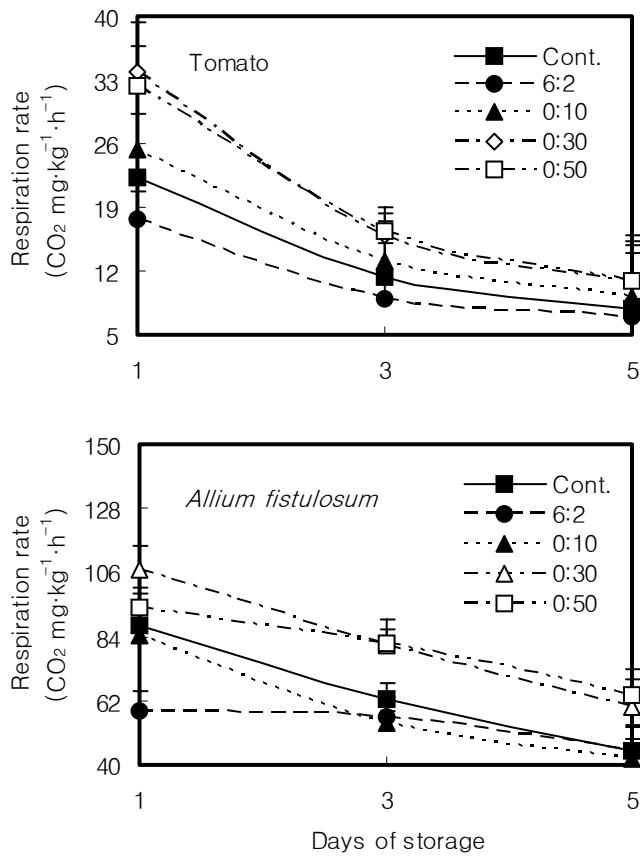 40
33
26
19
12
5
Respiration rate
(CO₂ mg·kg⁻¹·h⁻¹)
Tomato
Cont.
6:2
0:10
0:30
0:50
1
3
5
150
128
106
84
62
40
Respiration rate
(CO₂ mg·kg⁻¹·h⁻¹)
Allium fistulosum
Cont.
6:2
0:10
0:30
0:50
1
3
5
Days of storage